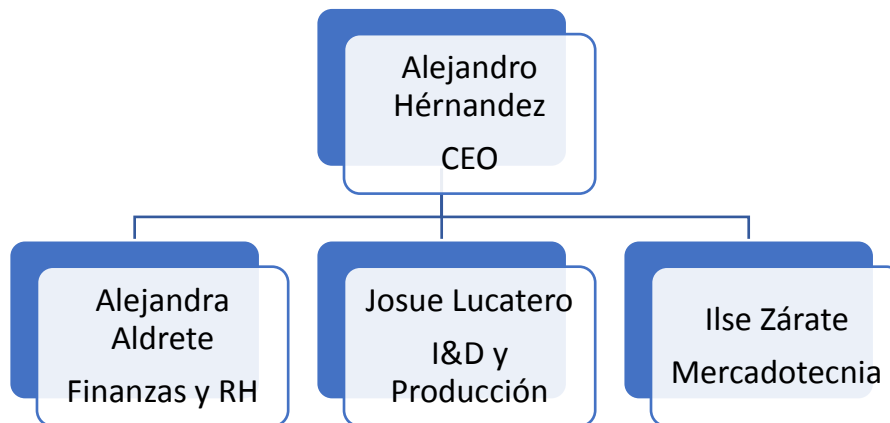 Alejandro
Hérnandez
CEO
Alejandra
Aldrete
Finanzas y RH
Josue Lucatero
I&D y
Producción
Ilse Zárate
Mercadotecnia